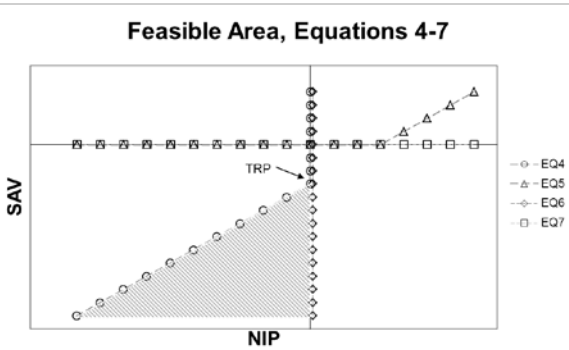 Feasible Area, Equations 4-7
SAV
TRP
EQ4
EQ5
EQ6
EQ7
NIP